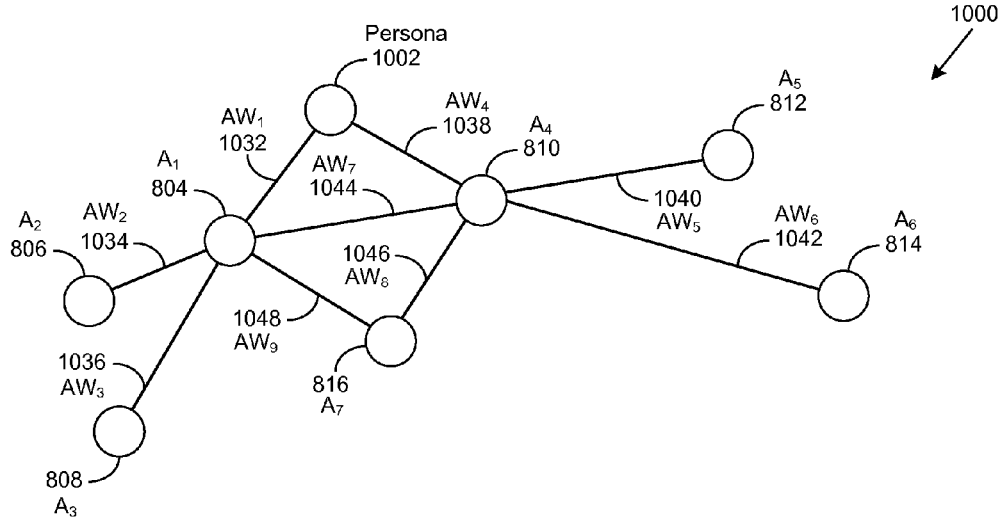 1000
Persona
1002
A₅
812
AW₁
1032
AW₄
1038
A₄
810
A₁
804
AW₇
1044
A₂
806
AW₂
1034
1040
AW₅
AW₆
1042
A₆
814
1046
AW₈
1048
AW₉
1036
AW₃
816
A₇
808
A₃